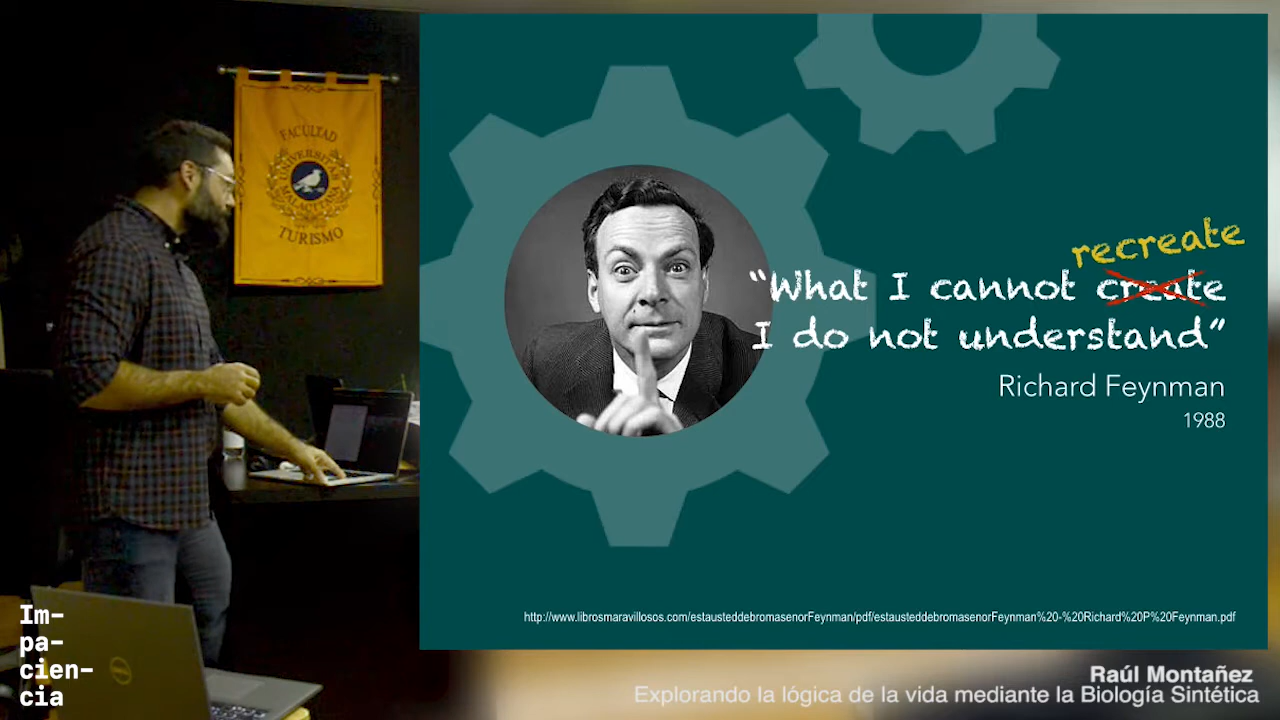 FACULTAD
UNIVERSITAS
MALACITANA
TURISMO
recreate
“What I cannot create
I do not understand”
Richard Feynman
1988
http://www.librosmaravillosos.com/estausteddebromasenorFeynman/pdf/estausteddebromasenorFeynman%20-%20Richard%20P%20Feynman.pdf
Im-
pa-
cien-
cia
Raúl Montañez
Explorando la lógica de la vida mediante la Biología Sintética